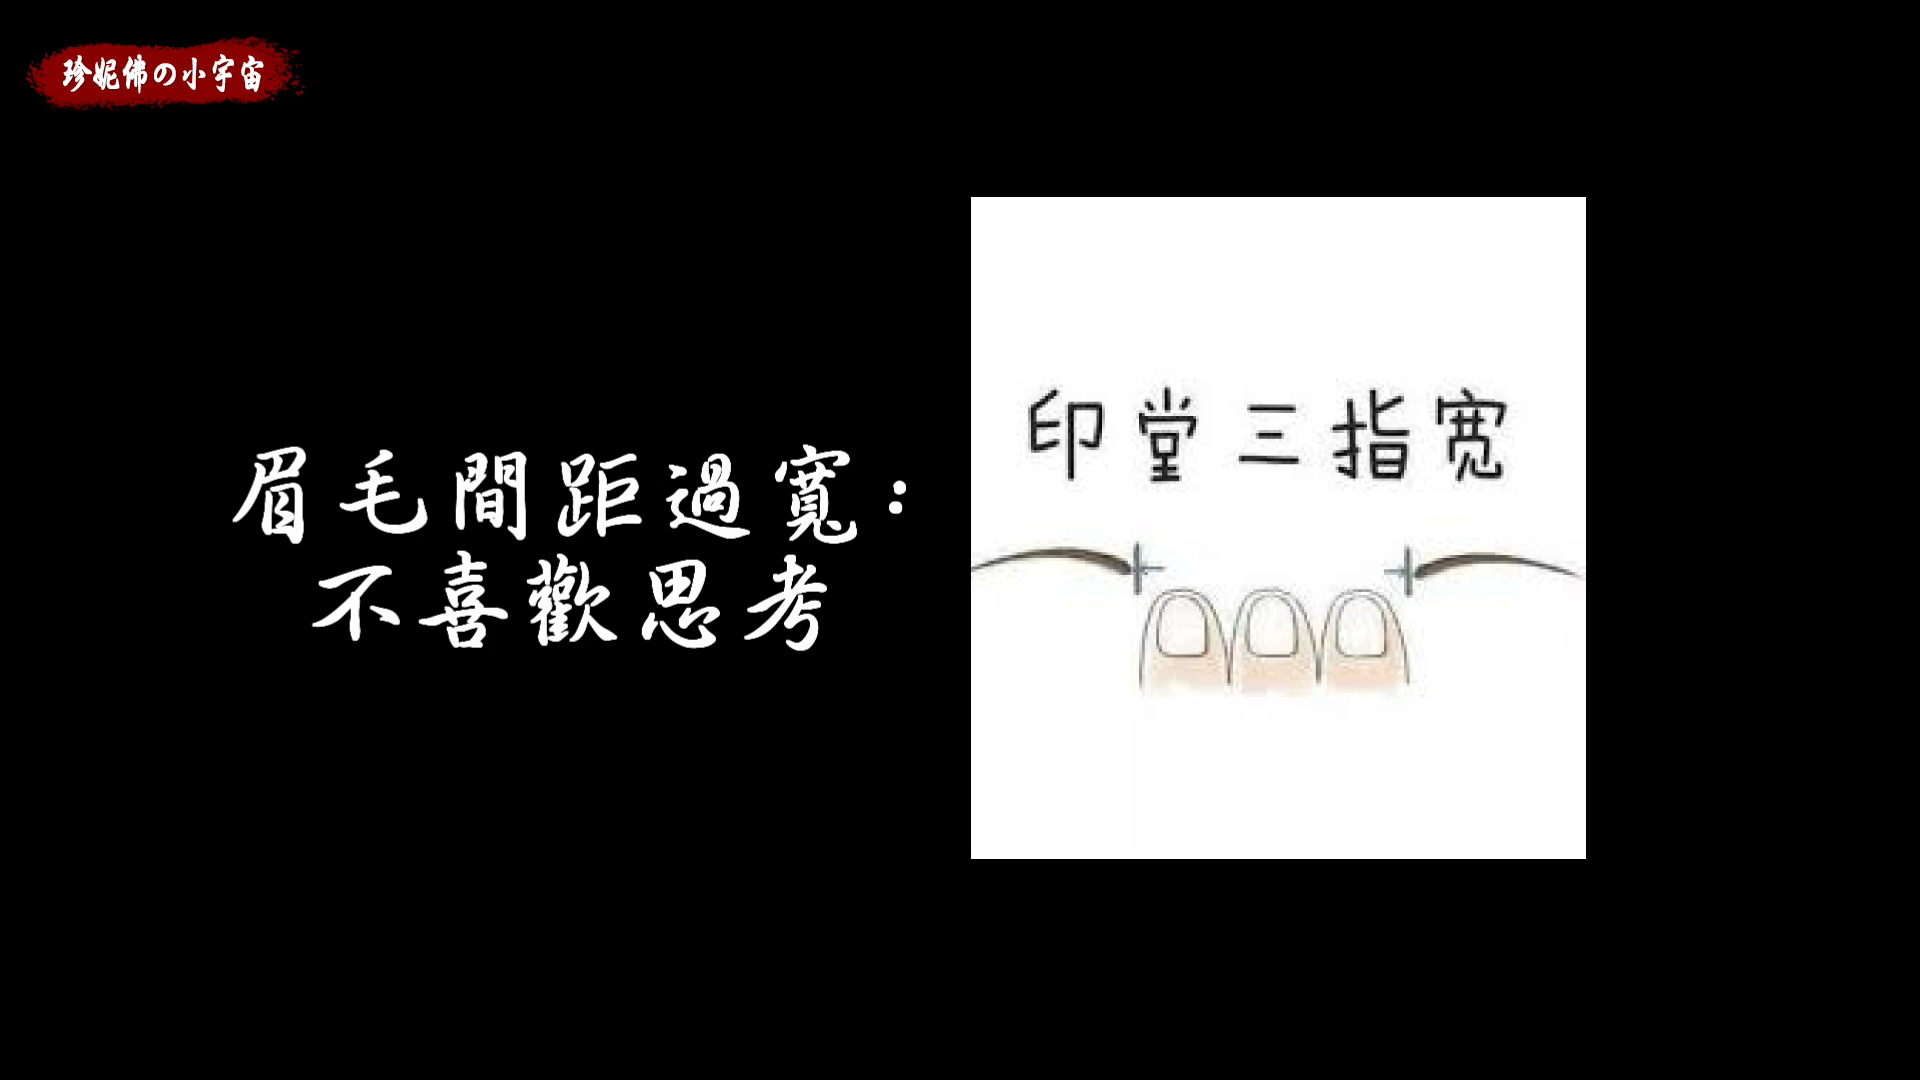 珍妮佛の小宇宙
眉毛間距過寬：
不喜歡思考
印堂三指宽